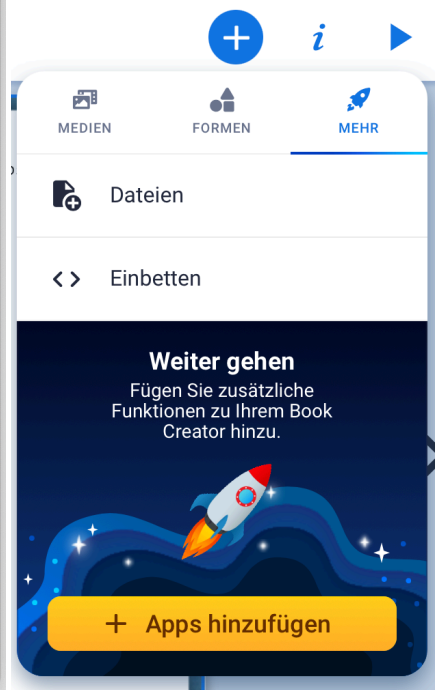 MEDIEN
FORMEN
MEHR
Dateien
Einbetten
Weiter gehen
Fügen Sie zusätzliche
Funktionen zu Ihrem Book
Creator hinzu.
Apps hinzufügen